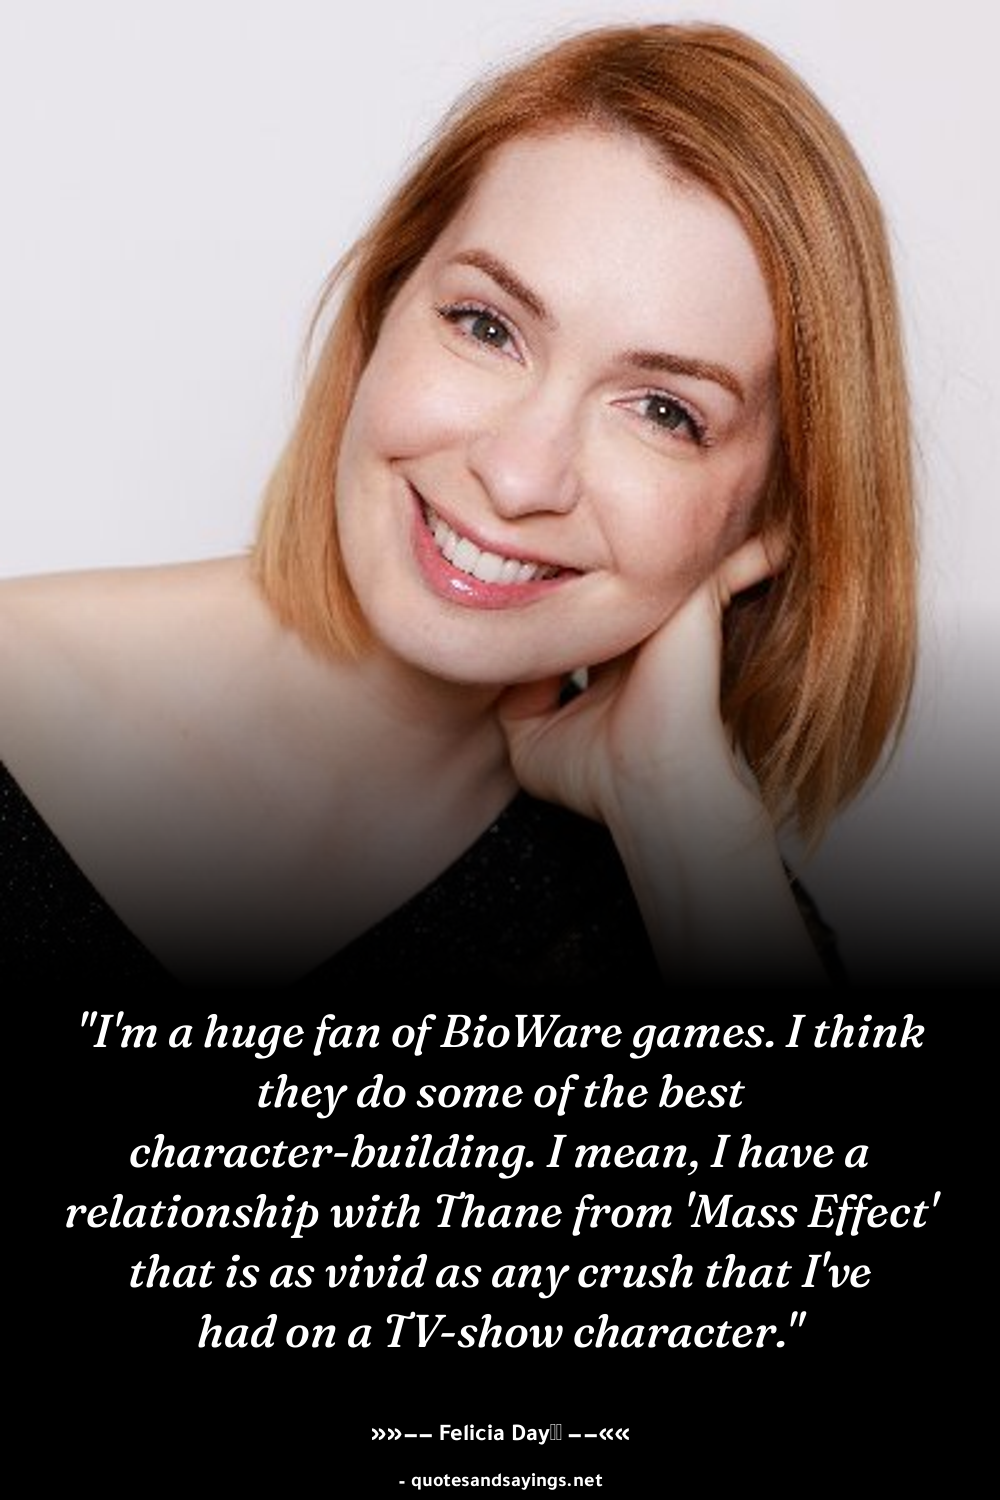 "I'm a huge fan of BioWare games. I think
they do some of the best
character-building. I mean, I have a
relationship with Thane from 'Mass Effect'
that is as vivid as any crush that I've
had on a TV-show character."
»»–– Felicia Day▯▯ ––««
- quotesandsayings.net